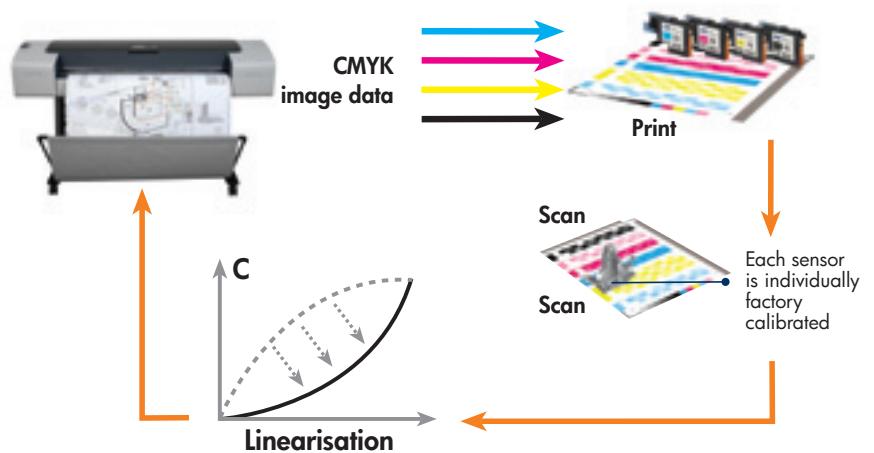 CMYK
image data
Print
Scan
Scan
Each sensor
is individually
factory
calibrated
C
Linearisation